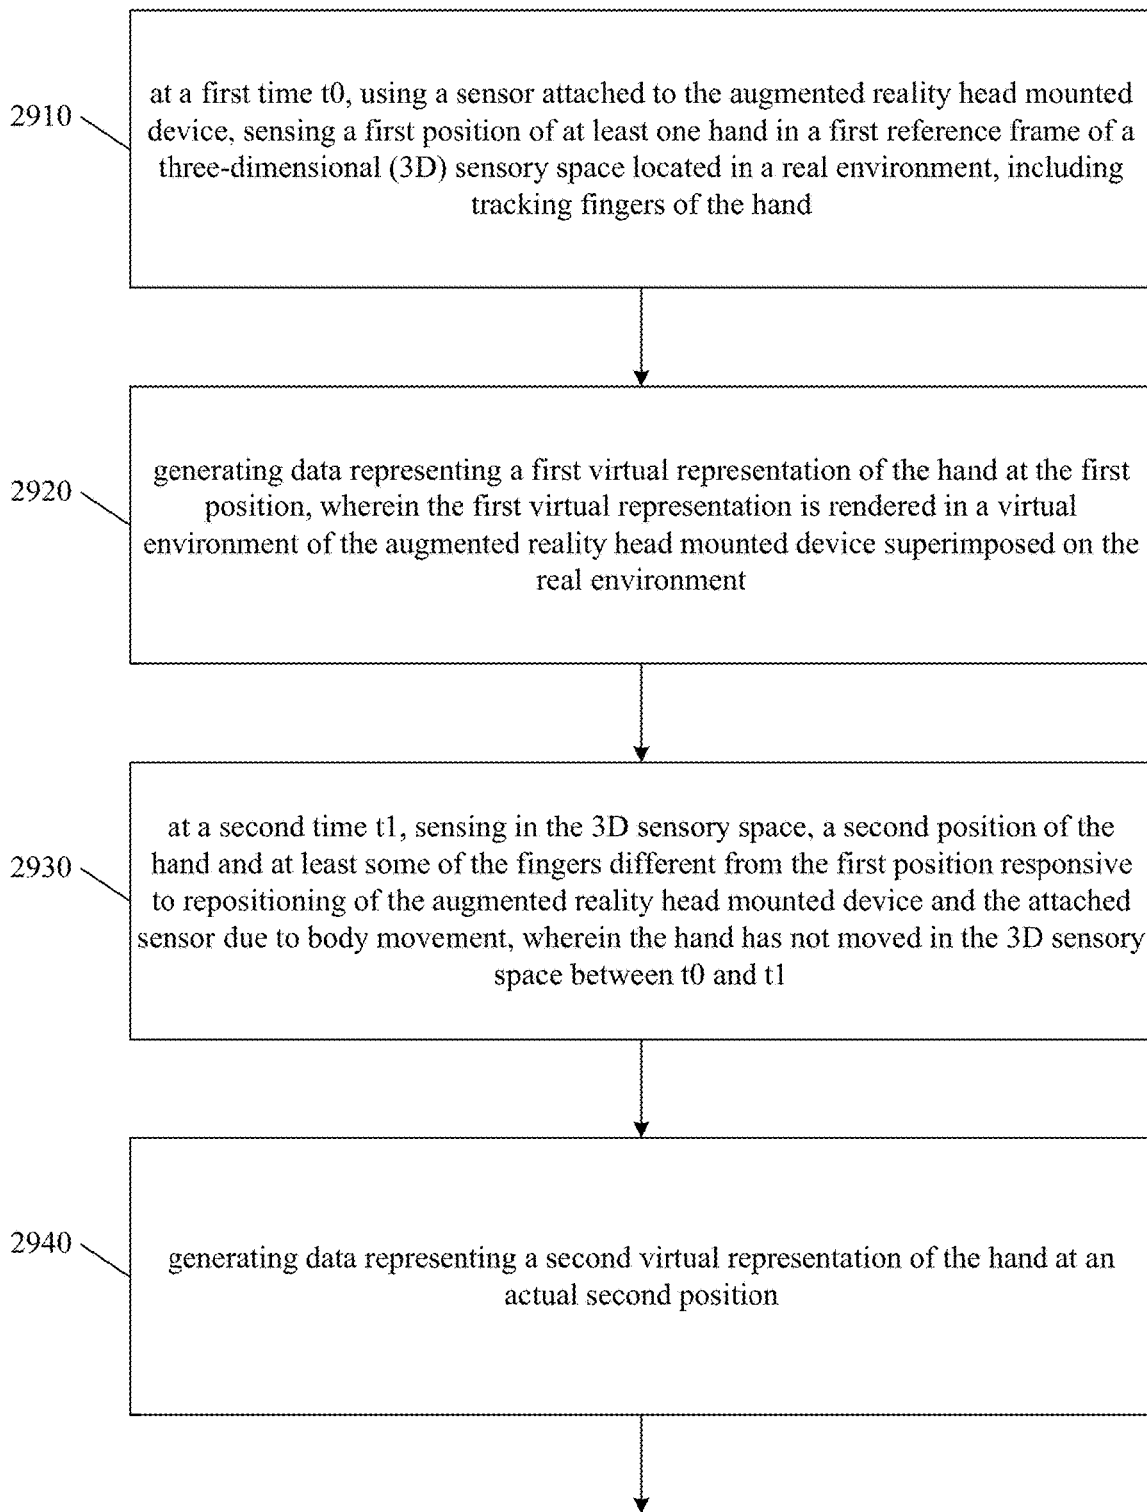 2910
at a first time t0, using a sensor attached to the augmented reality head mounted
device, sensing a first position of at least one hand in a first reference frame of a
three-dimensional (3D) sensory space located in a real environment, including
tracking fingers of the hand
2920
generating data representing a first virtual representation of the hand at the first
position, wherein the first virtual representation is rendered in a virtual
environment of the augmented reality head mounted device superimposed on the
real environment
2930
at a second time t1, sensing in the 3D sensory space, a second position of the
hand and at least some of the fingers different from the first position responsive
to repositioning of the augmented reality head mounted device and the attached
sensor due to body movement, wherein the hand has not moved in the 3D sensory
space between t0 and t1
2940
generating data representing a second virtual representation of the hand at an
actual second position